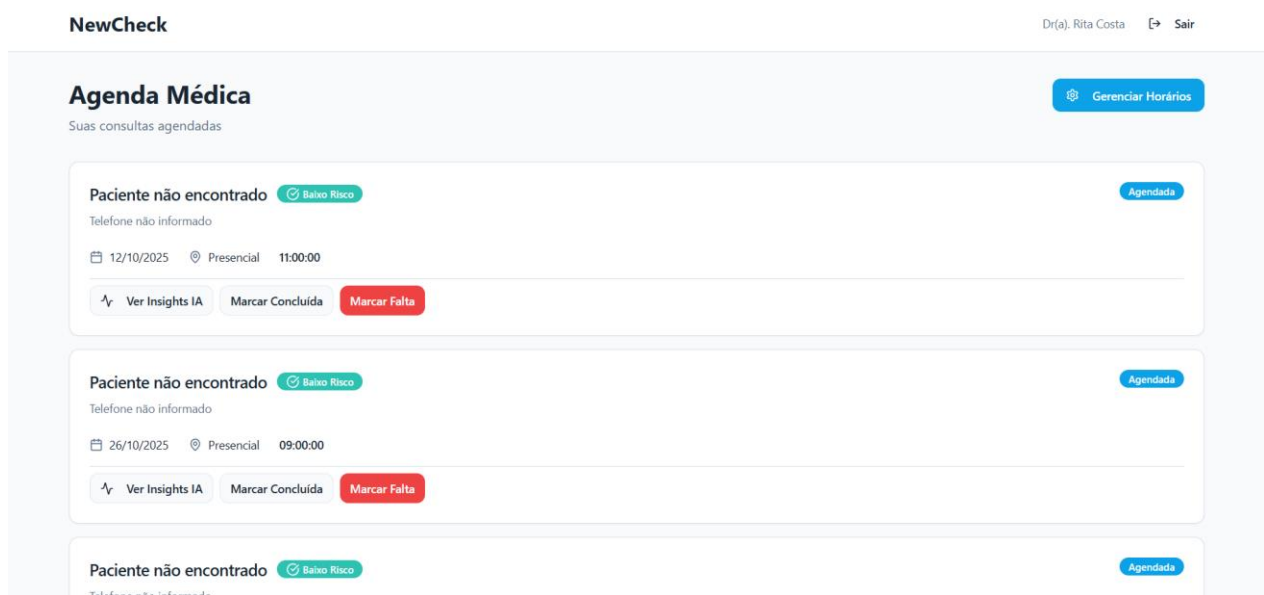 NewCheck
Dr(a). Rita Costa
Sair
Agenda Médica
Gerenciar Horários
Suas consultas agendadas
Paciente não encontrado
Baixo Risco
Agendada
Telefone não informado
12/10/2025
Presencial
11:00:00
Ver Insights IA
Marcar Concluída
Marcar Falta
Paciente não encontrado
Baixo Risco
Agendada
Telefone não informado
26/10/2025
Presencial
09:00:00
Ver Insights IA
Marcar Concluída
Marcar Falta
Paciente não encontrado
Baixo Risco
Agendada
Telefone não informado